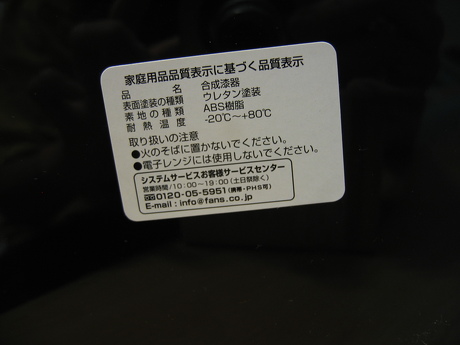 家庭用品品質表示に基づく品質表示
品名 合成漆器
表面塗装の種類 ウレタン塗装
素地の種類 ABS樹脂
耐熱温度 -20℃~+80℃
取り扱いの注意
●火のそばに置かないでください。
●電子レンジには使用しないでください。
システムサービスお客様サービスセンター
営業時間/10:00~19:00(土日祭除く)
0120-05-5951(携帯・PHS可)
E-mail : info@fans.co.jp